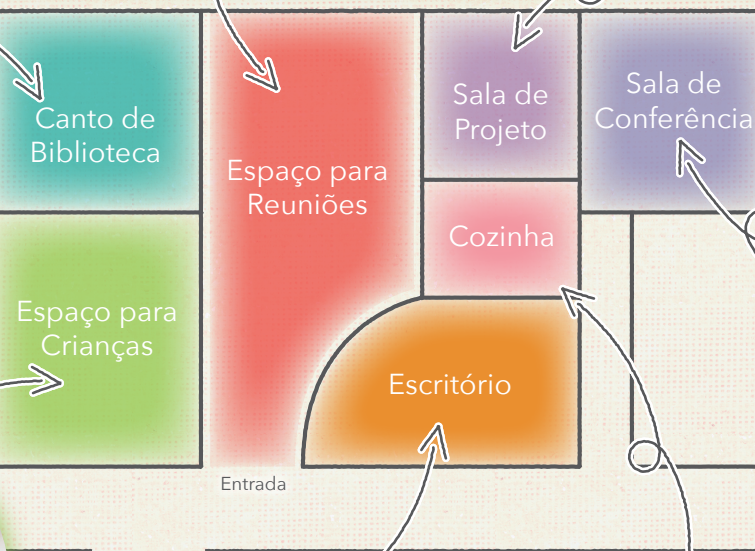 Canto de
Biblioteca
Espaço para
Reuniões
Sala de
Projeto
Sala de
Conferência
Cozinha
Espaço para
Crianças
Escritório
Entrada